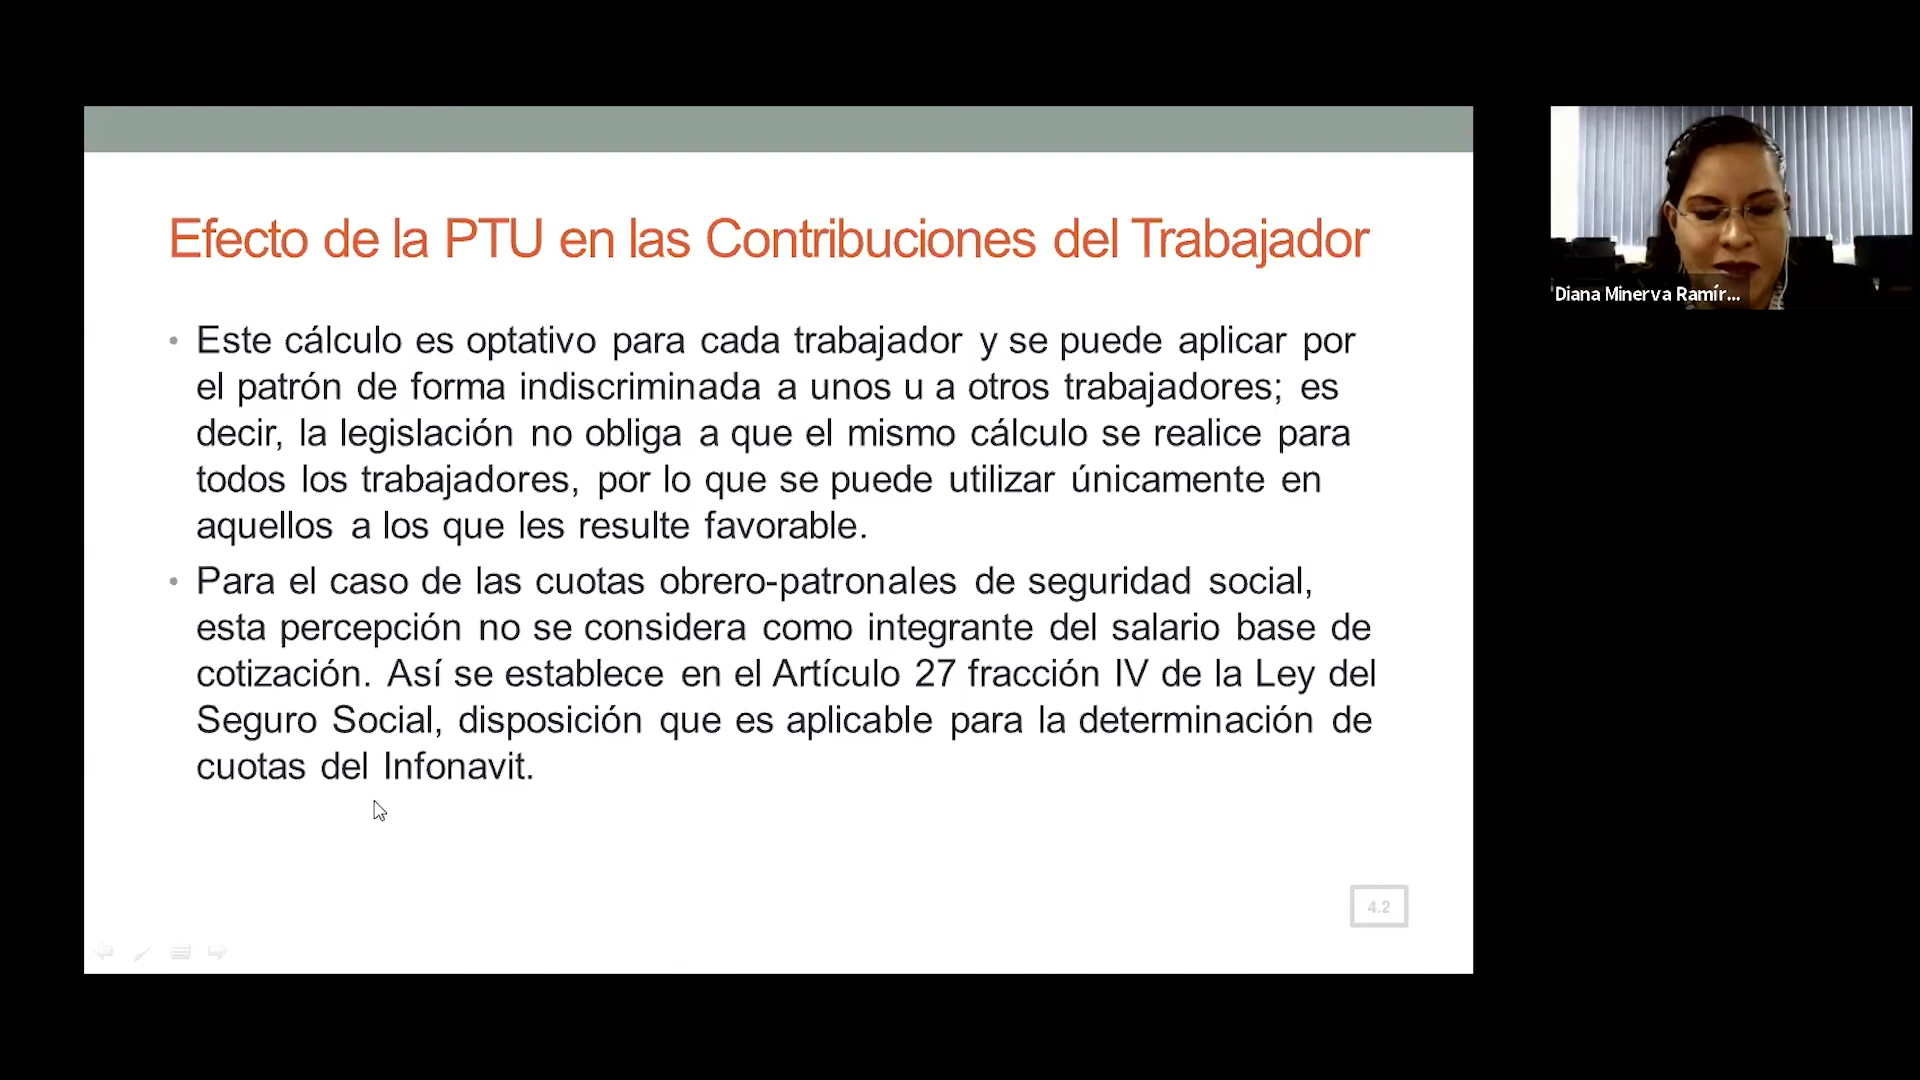 Efecto de la PTU en las Contribuciones del Trabajador
• Este cálculo es optativo para cada trabajador y se puede aplicar por
el patrón de forma indiscriminada a unos u a otros trabajadores; es
decir, la legislación no obliga a que el mismo cálculo se realice para
todos los trabajadores, por lo que se puede utilizar únicamente en
aquellos a los que les resulte favorable.
• Para el caso de las cuotas obrero-patronales de seguridad social,
esta percepción no se considera como integrante del salario base de
cotización. Así se establece en el Artículo 27 fracción IV de la Ley del
Seguro Social, disposición que es aplicable para la determinación de
cuotas del Infonavit.
4.2
Diana Minerva Ramír...